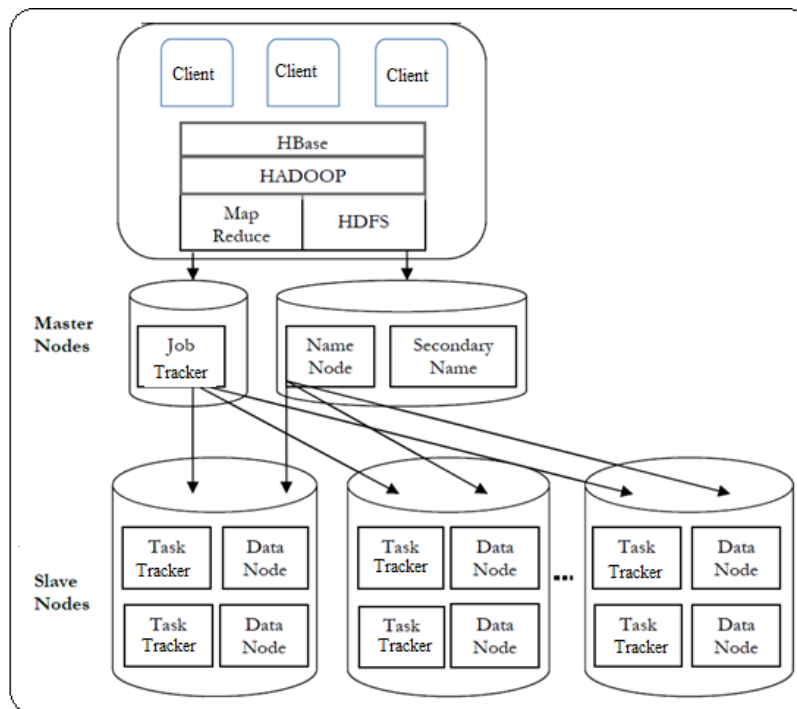 Client
Client
Client
HBase
HADOOP
Map
Reduce
HDFS
Master
Nodes
Job
Tracker
Name
Node
Secondary
Name
Slave
Nodes
Task
Tracker
Data
Node
Task
Tracker
Data
Node
...
Task
Tracker
Data
Node
Task
Tracker
Data
Node
Task
Tracker
Data
Node
Task
Tracker
Data
Node